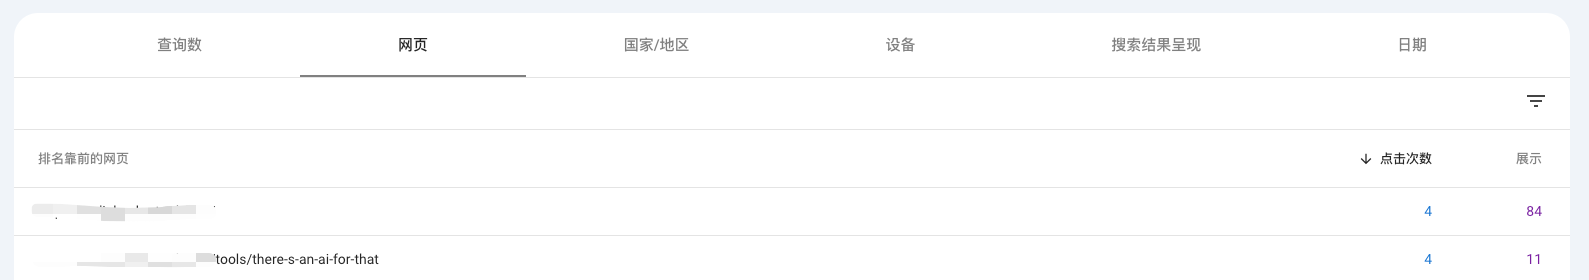 查询数 网页 国家/地区 设备 搜索结果呈现 日期
排名靠前的网页 ↓ 点击次数 展示
4 84
tools/there-s-an-ai-for-that 4 11